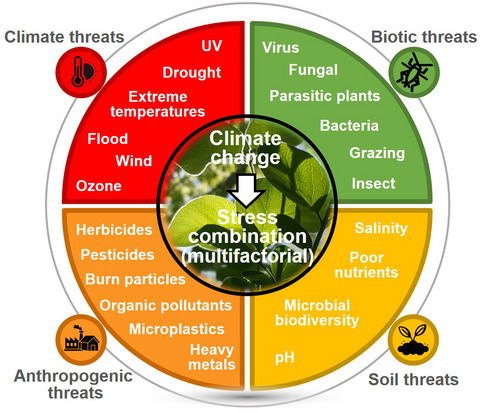 Climate threats
UV
Drought
Extreme
temperatures
Flood
Wind
Ozone
Biotic threats
Virus
Fungal
Parasitic plants
Bacteria
Grazing
Insect
Climate
change
Stress
combination
(multifactorial)
Herbicides
Pesticides
Burn particles
Organic pollutants
Microplastics
Heavy
metals
Anthropogenic
threats
Salinity
Poor
nutrients
Microbial
biodiversity
pH
Soil threats